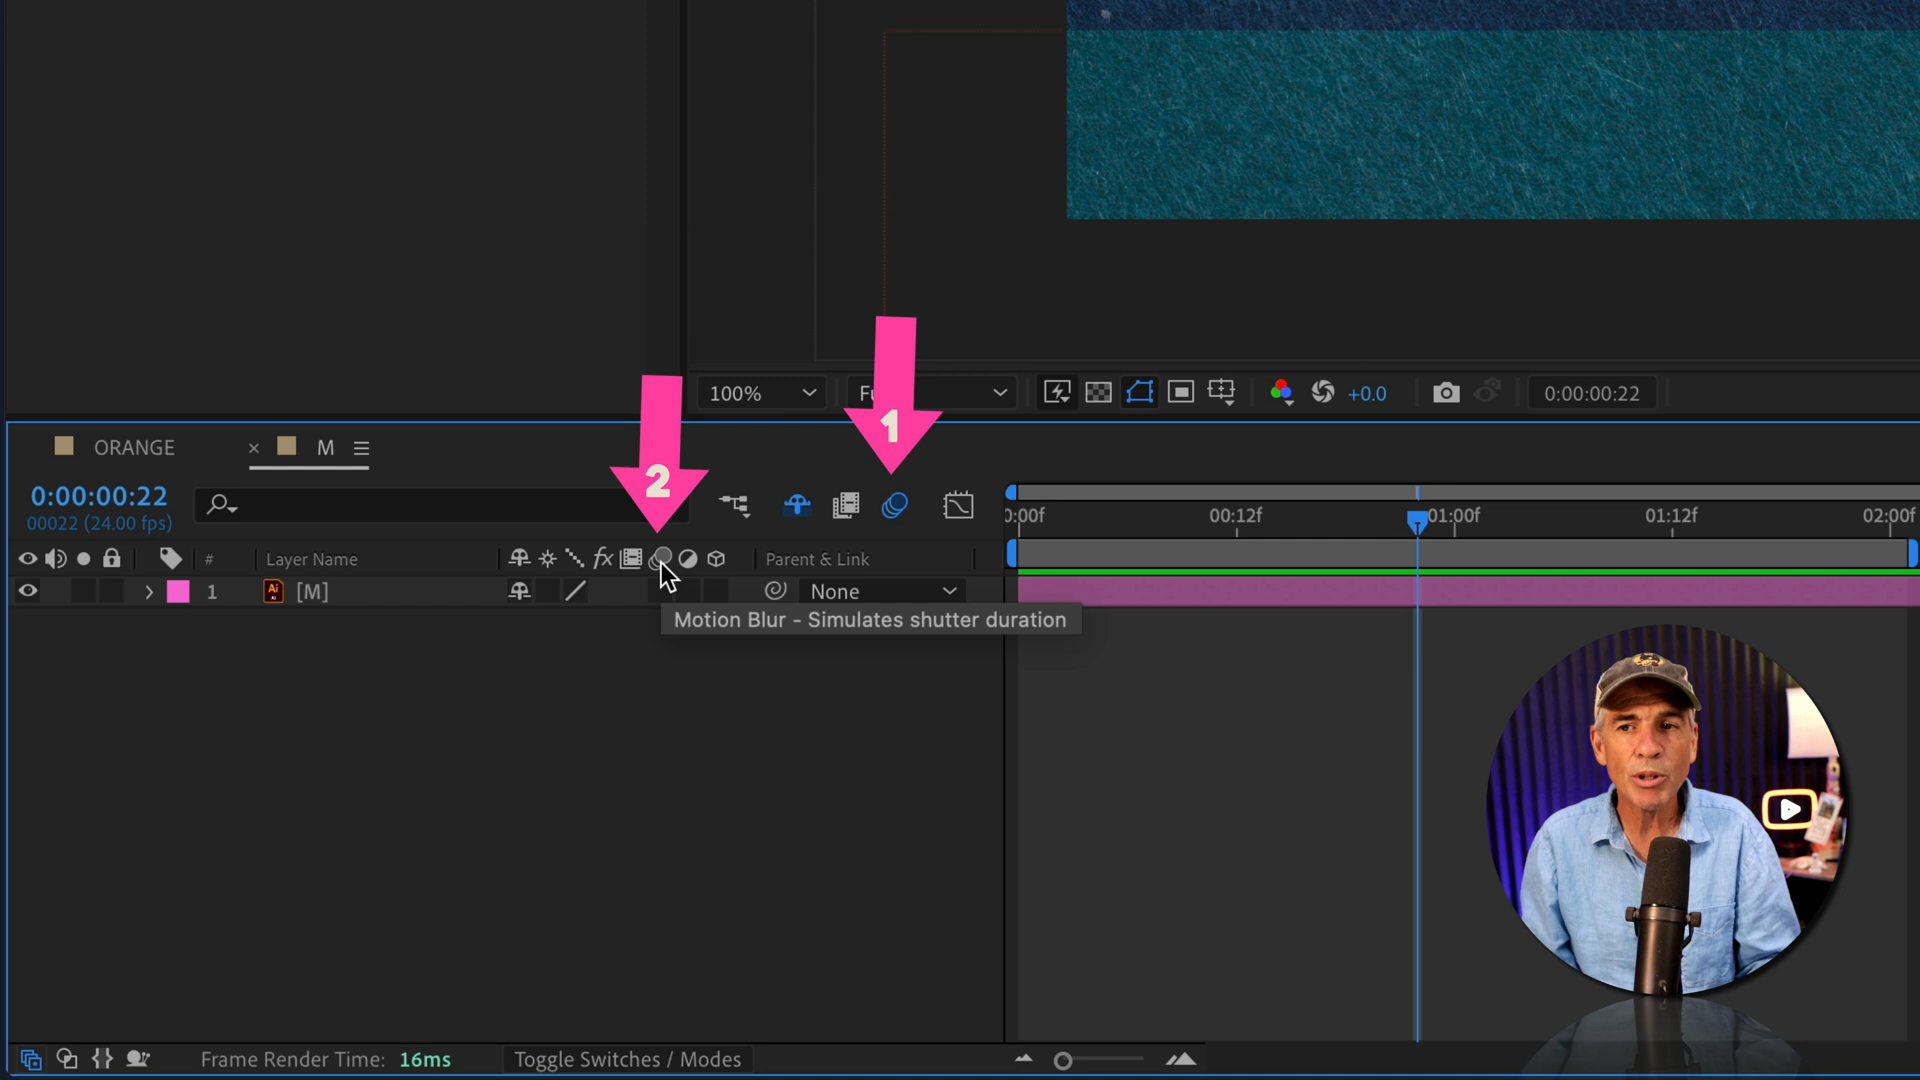 1
100%
Fu
+0.0
0:00:00:22
2
ORANGE
× M
0:00:00:22
00022 (24.00 fps)
0:00f 00:12f 01:00f 01:12f 02:00f
# Layer Name fx Parent & Link
1 Ai [M] None
Motion Blur - Simulates shutter duration
Frame Render Time: 16ms Toggle Switches / Modes